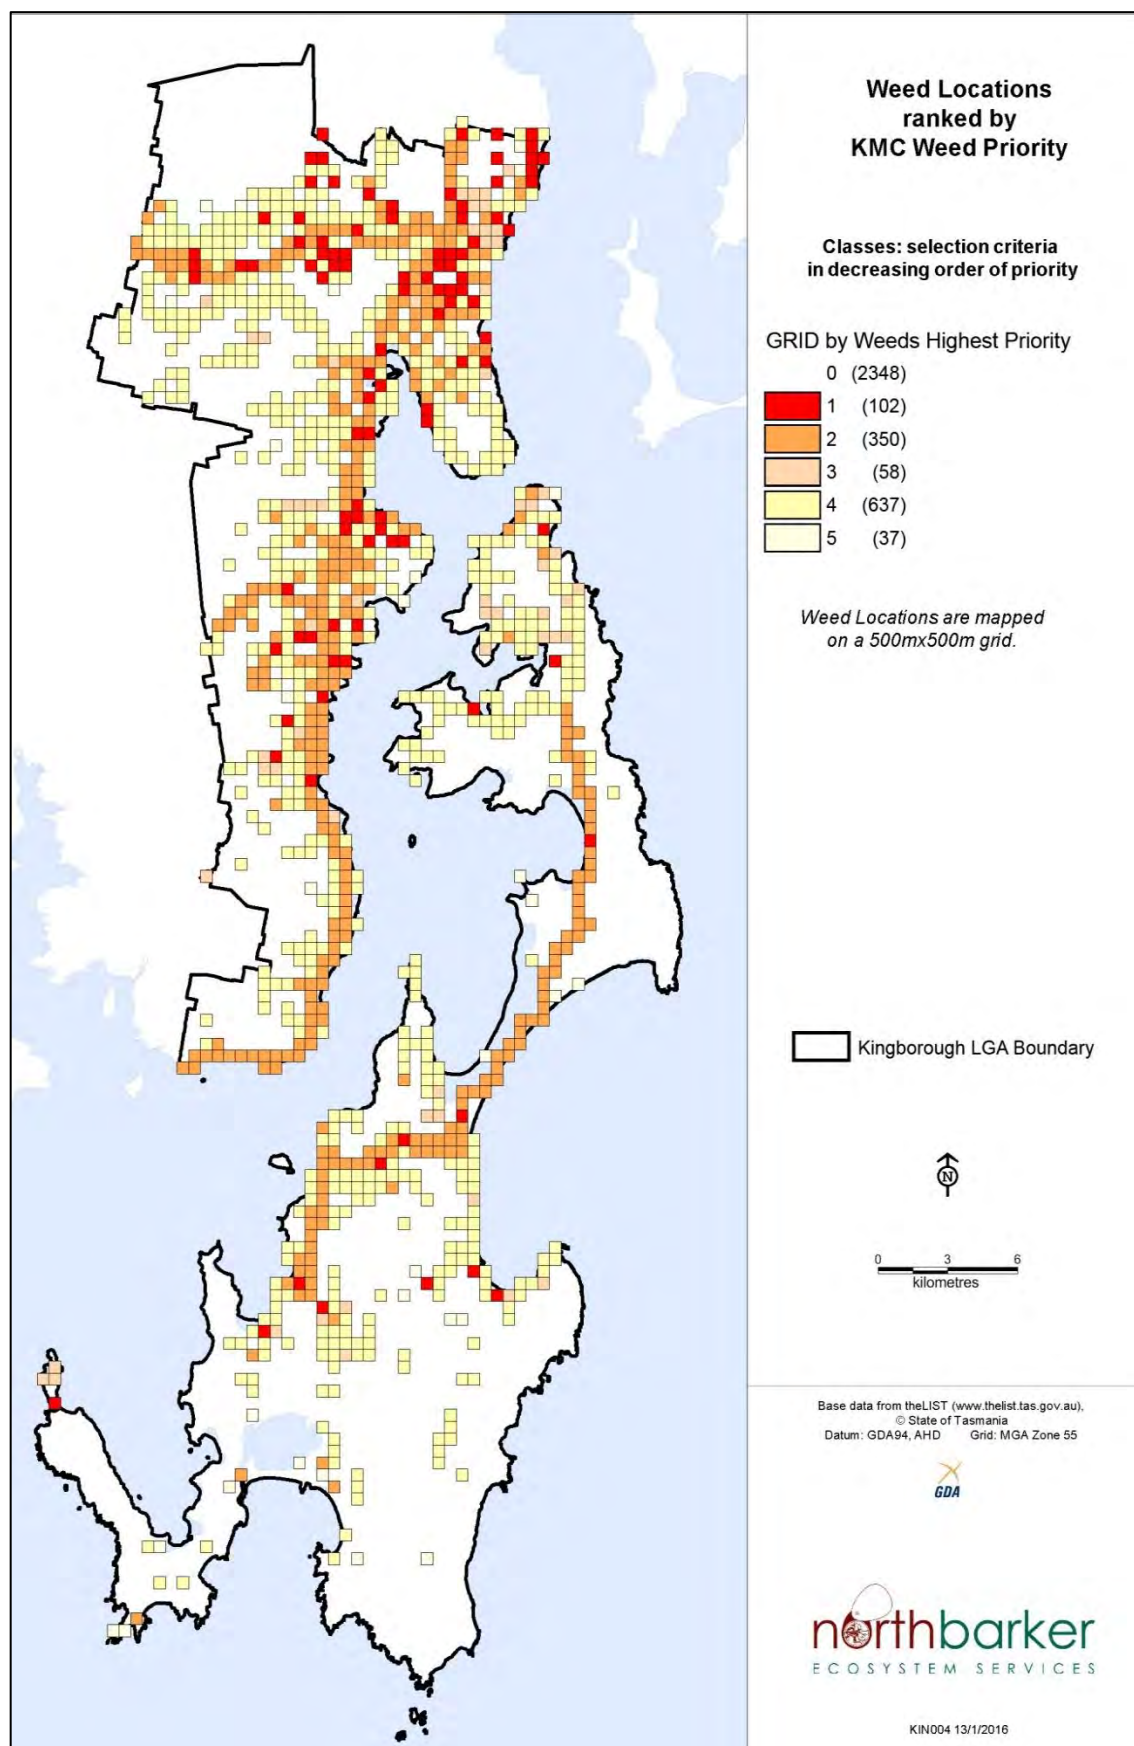 Weed Locations
ranked by
KMC Weed Priority
Classes: selection criteria
in decreasing order of priority
GRID by Weeds Highest Priority
0 (2348)
1 (102)
2 (350)
3 (58)
4 (637)
5 (37)
Weed Locations are mapped
on a 500mx500m grid.
Kingborough LGA Boundary
N
0 3 6
kilometres
Base data from theLIST (www.thelist.tas.gov.au),
© State of Tasmania
Datum: GDA94, AHD Grid: MGA Zone 55
GDA
northbarker
ECOSYSTEM SERVICES
KIN004 13/1/2016